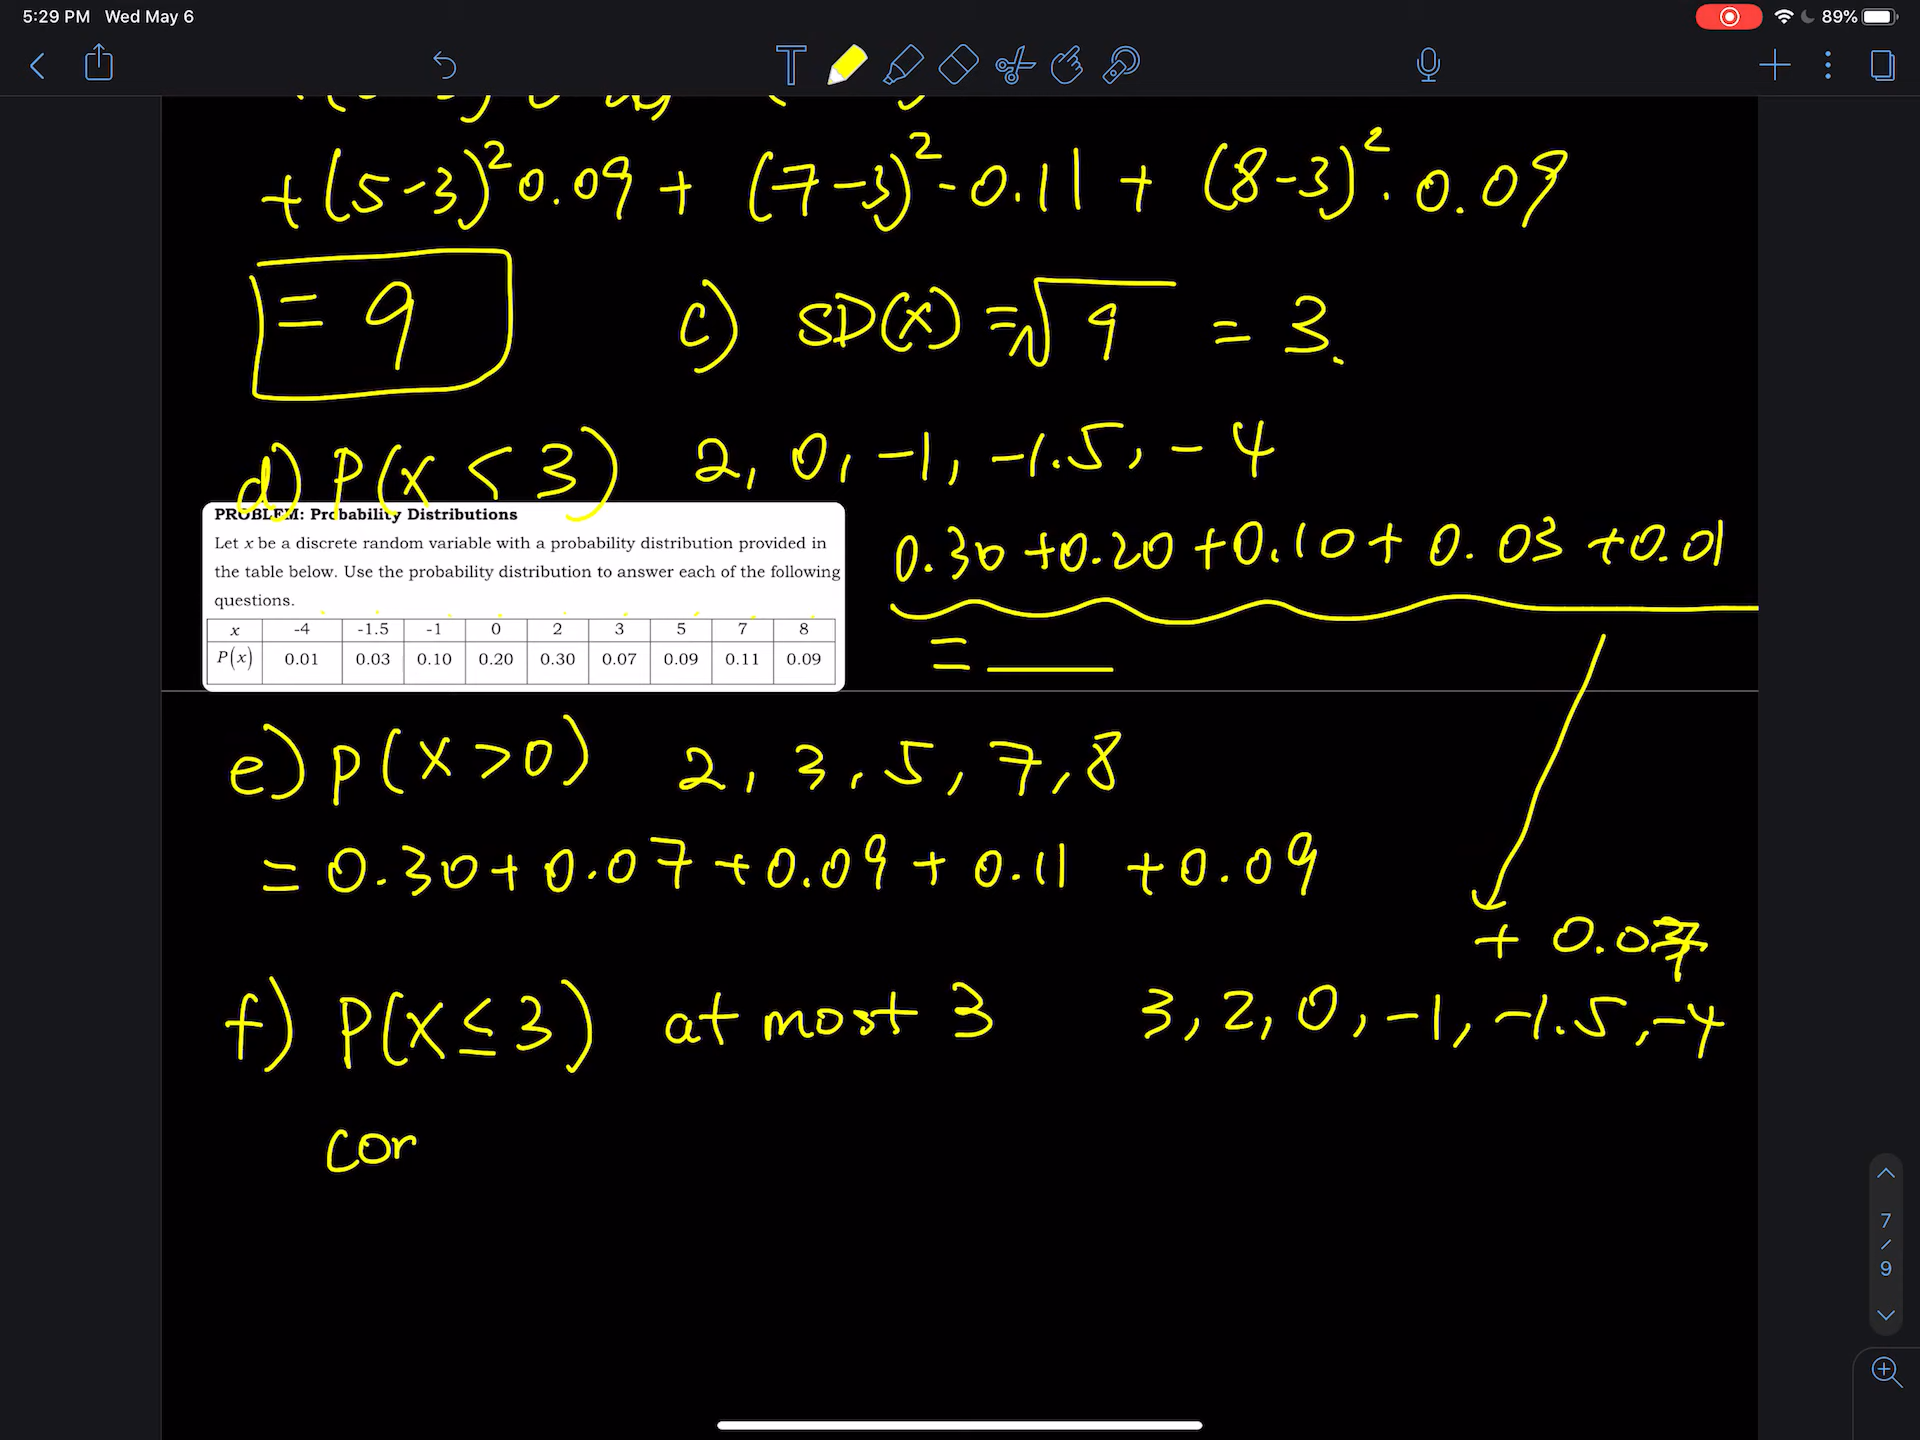 5:29 PM Wed May 6
89%
+(5-3)² 0.09 + (7-3)² - 0.11 + (8-3)² · 0.09
= 9
c) SD(X) = √9 = 3.
d) P(X < 3) 2, 0, -1, -1.5, -4
PROBLEM: Probability Distributions
Let x be a discrete random variable with a probability distribution provided in
the table below. Use the probability distribution to answer each of the following
questions.
x -4 -1.5 -1 0 2 3 5 7 8
P(x) 0.01 0.03 0.10 0.20 0.30 0.07 0.09 0.11 0.09
0.30 +0.20 +0.10 + 0.03 +0.01
= ____
e) P(X > 0) 2, 3, 5, 7, 8
= 0.30 + 0.07 + 0.09 + 0.11 + 0.09
+ 0.07
f) P(X ≤ 3) at most 3 3, 2, 0, -1, -1.5, -4
cor
7
/
9